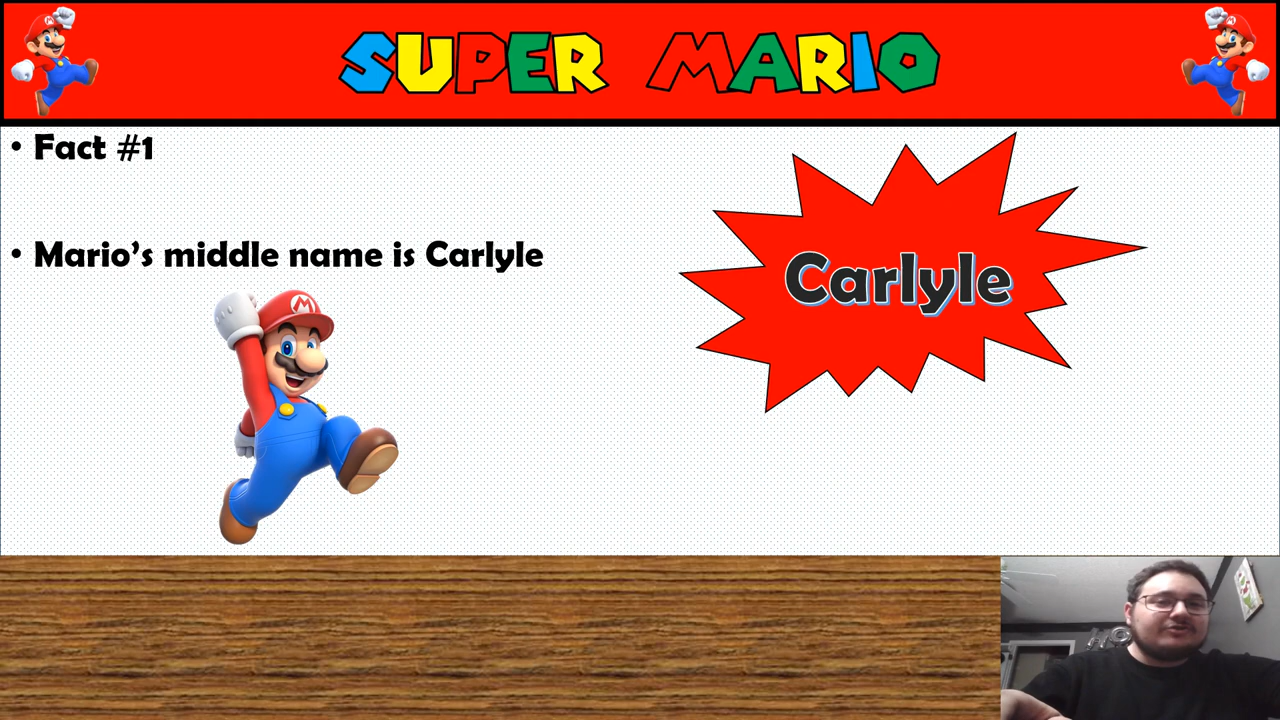 SUPER MARIO
• Fact #1
• Mario’s middle name is Carlyle
Carlyle
M
M
M